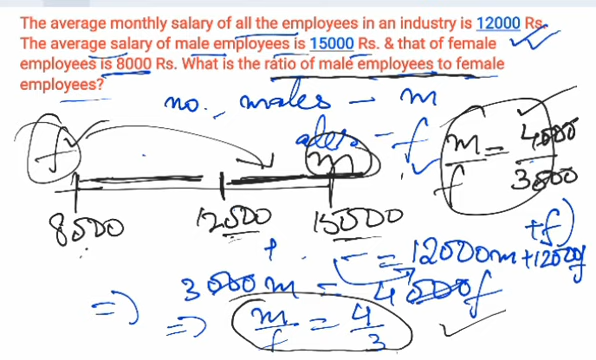 The average monthly salary of all the employees in an industry is 12000 Rs.
The average salary of male employees is 15000 Rs. & that of female
employees is 8000 Rs. What is the ratio of male employees to female
employees?
no. males – m
ales – f
f m m/f = 4000/3000
8000 12000 15000
+f)
= 12000m + 12000f
⇒ 3000m = 4000f
⇒ m/f = 4/3